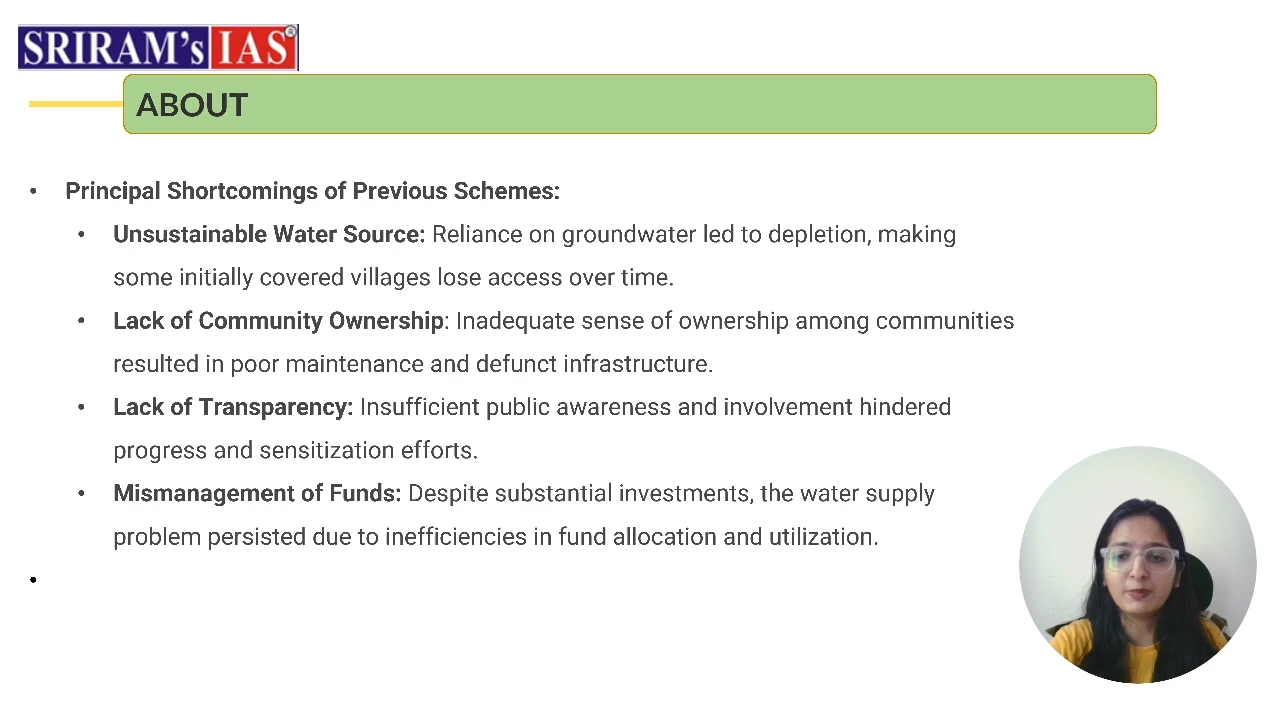 SRIRAM's IAS ®
ABOUT
• Principal Shortcomings of Previous Schemes:
• Unsustainable Water Source: Reliance on groundwater led to depletion, making
some initially covered villages lose access over time.
• Lack of Community Ownership: Inadequate sense of ownership among communities
resulted in poor maintenance and defunct infrastructure.
• Lack of Transparency: Insufficient public awareness and involvement hindered
progress and sensitization efforts.
• Mismanagement of Funds: Despite substantial investments, the water supply
problem persisted due to inefficiencies in fund allocation and utilization.
•